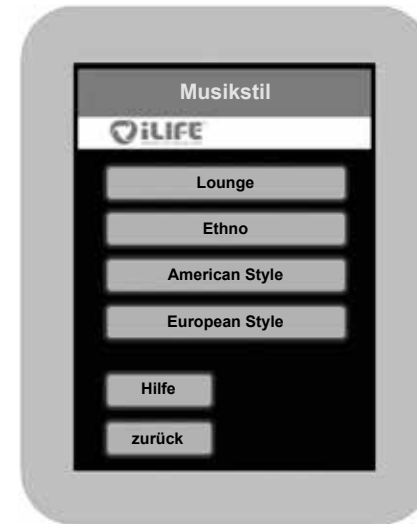 Musikstil
iLIFE
Lounge
Ethno
American Style
European Style
Hilfe
zurück